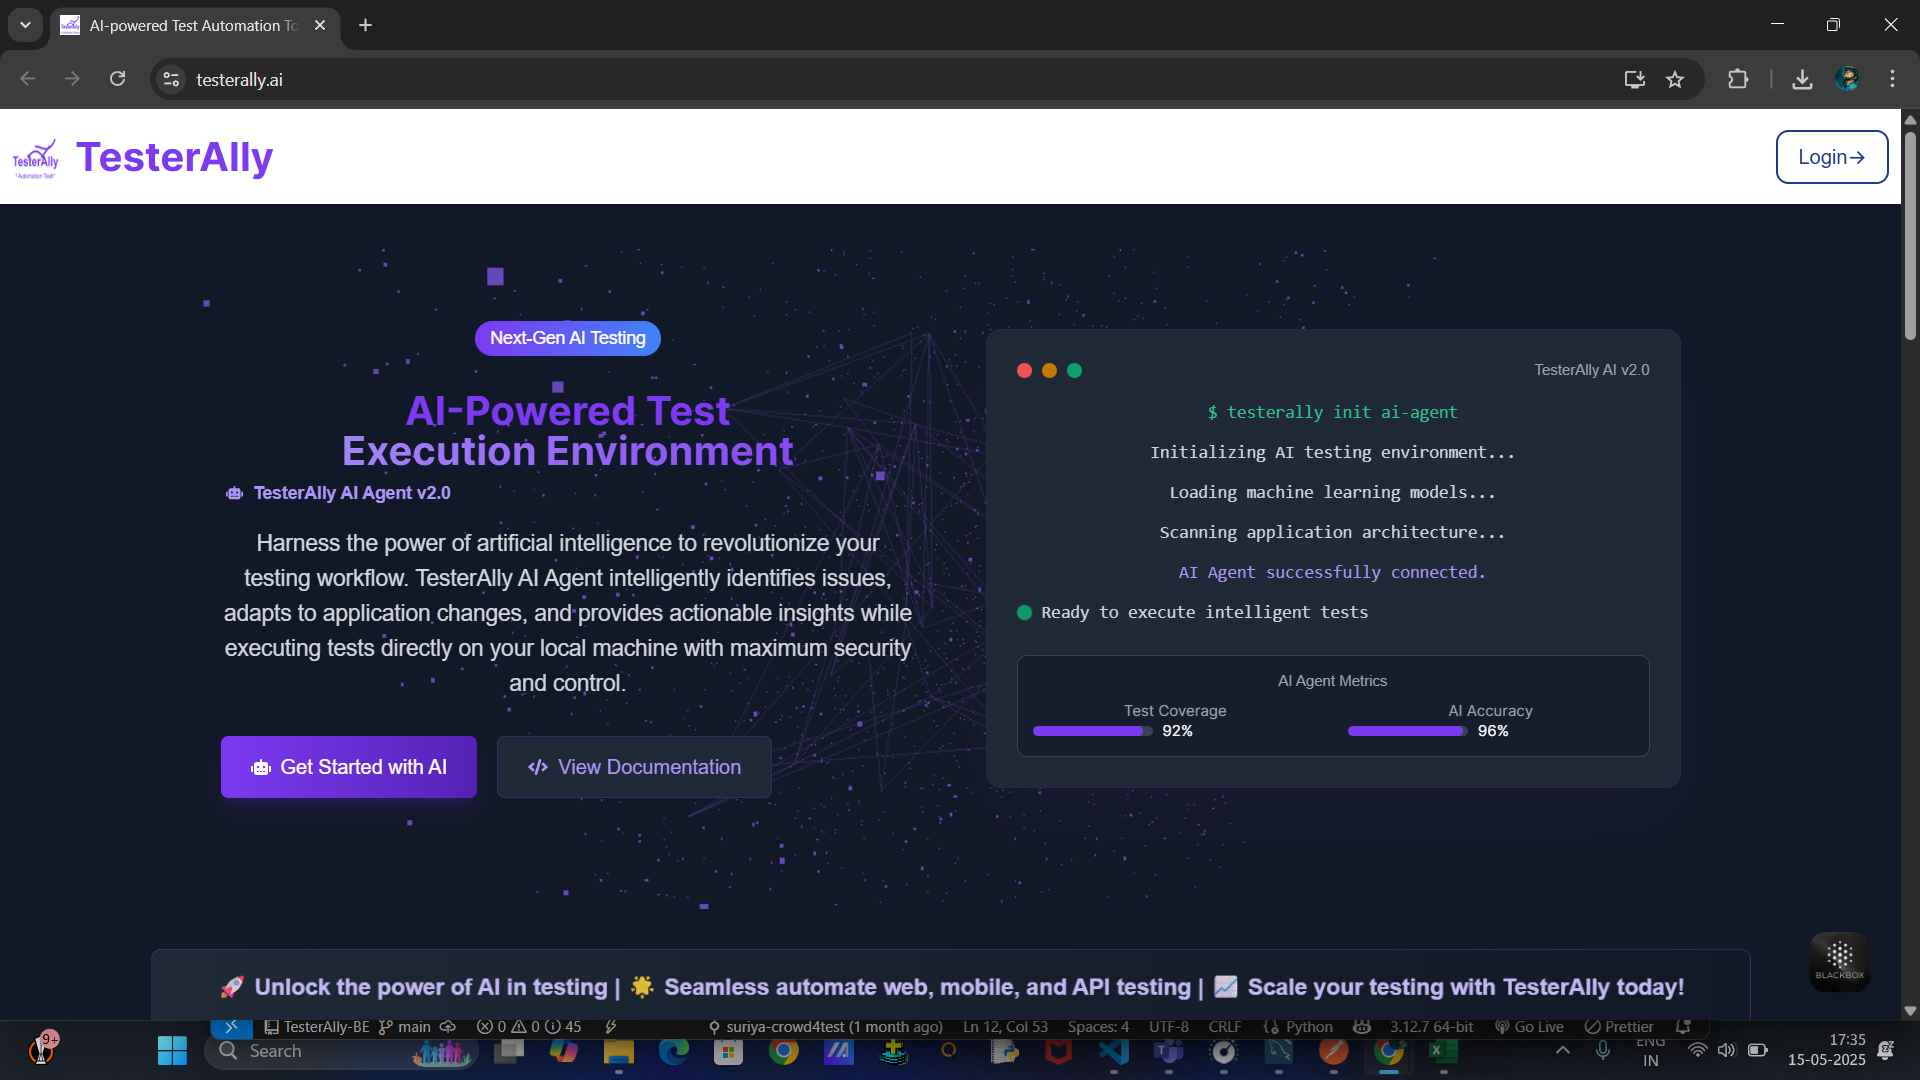 AI-powered Test Automation To
testerally.ai
TesterAlly
TesterAlly
Login→
Next-Gen AI Testing
AI-Powered Test
Execution Environment
TesterAlly AI Agent v2.0
Harness the power of artificial intelligence to revolutionize your
testing workflow. TesterAlly AI Agent intelligently identifies issues,
adapts to application changes, and provides actionable insights while
executing tests directly on your local machine with maximum security
and control.
Get Started with AI
</> View Documentation
TesterAlly AI v2.0
$ testerally init ai-agent
Initializing AI testing environment...
Loading machine learning models...
Scanning application architecture...
AI Agent successfully connected.
Ready to execute intelligent tests
AI Agent Metrics
Test Coverage
92%
AI Accuracy
96%
BLACKBOX
🚀 Unlock the power of AI in testing | 🌟 Seamless automate web, mobile, and API testing | 📈 Scale your testing with TesterAlly today!
TesterAlly-BE main 0 0 45 suriya-crowd4test (1 month ago) Ln 12, Col 53 Spaces: 4 UTF-8 CRLF Python 3.12.7 64-bit Go Live Prettier
9+
Search
ENG
IN
17:35
15-05-2025